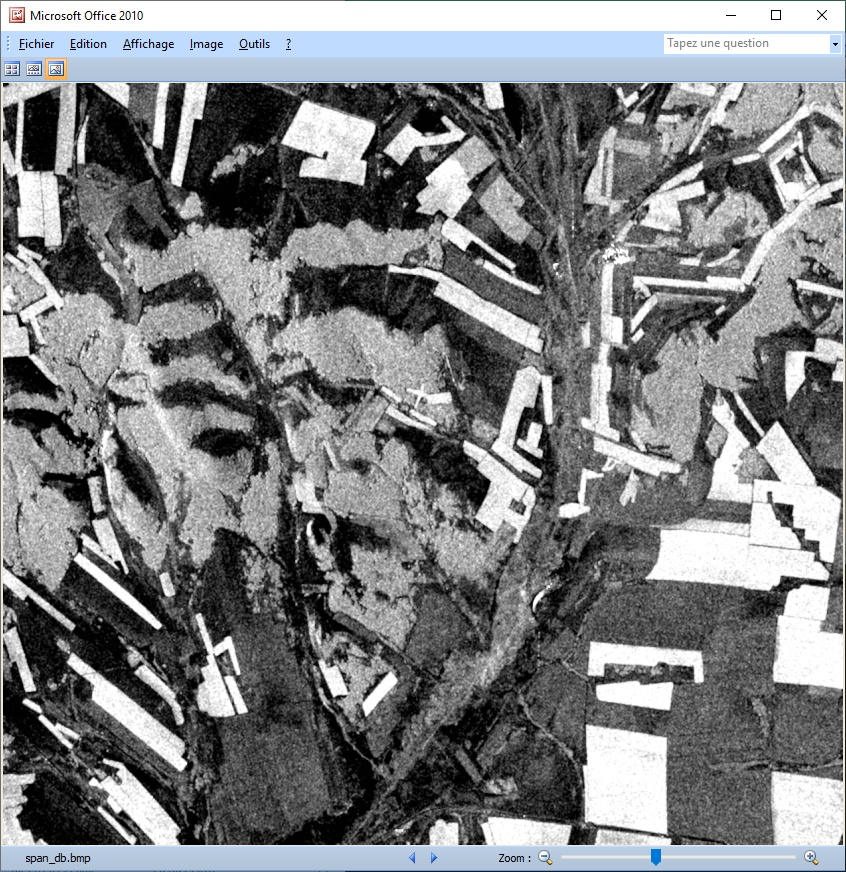 Microsoft Office 2010
Fichier Edition Affichage Image Outils ?
Tapez une question
span_db.bmp
Zoom :